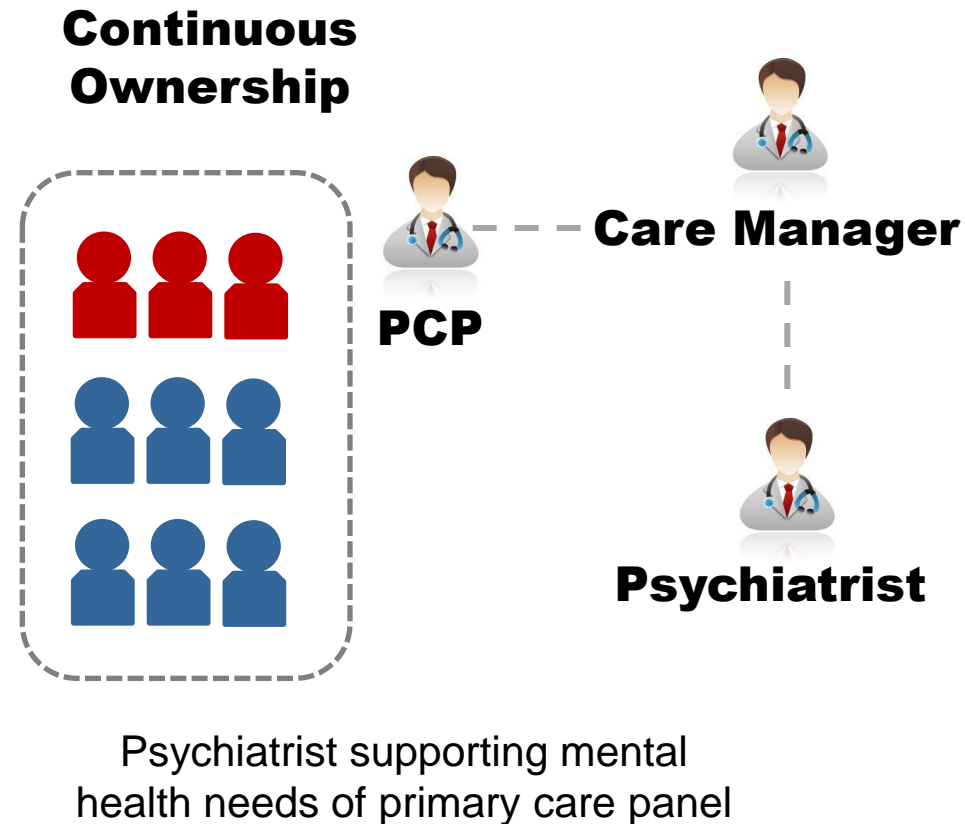 Continuous
Ownership
PCP
Care Manager
Psychiatrist
Psychiatrist supporting mental
health needs of primary care panel